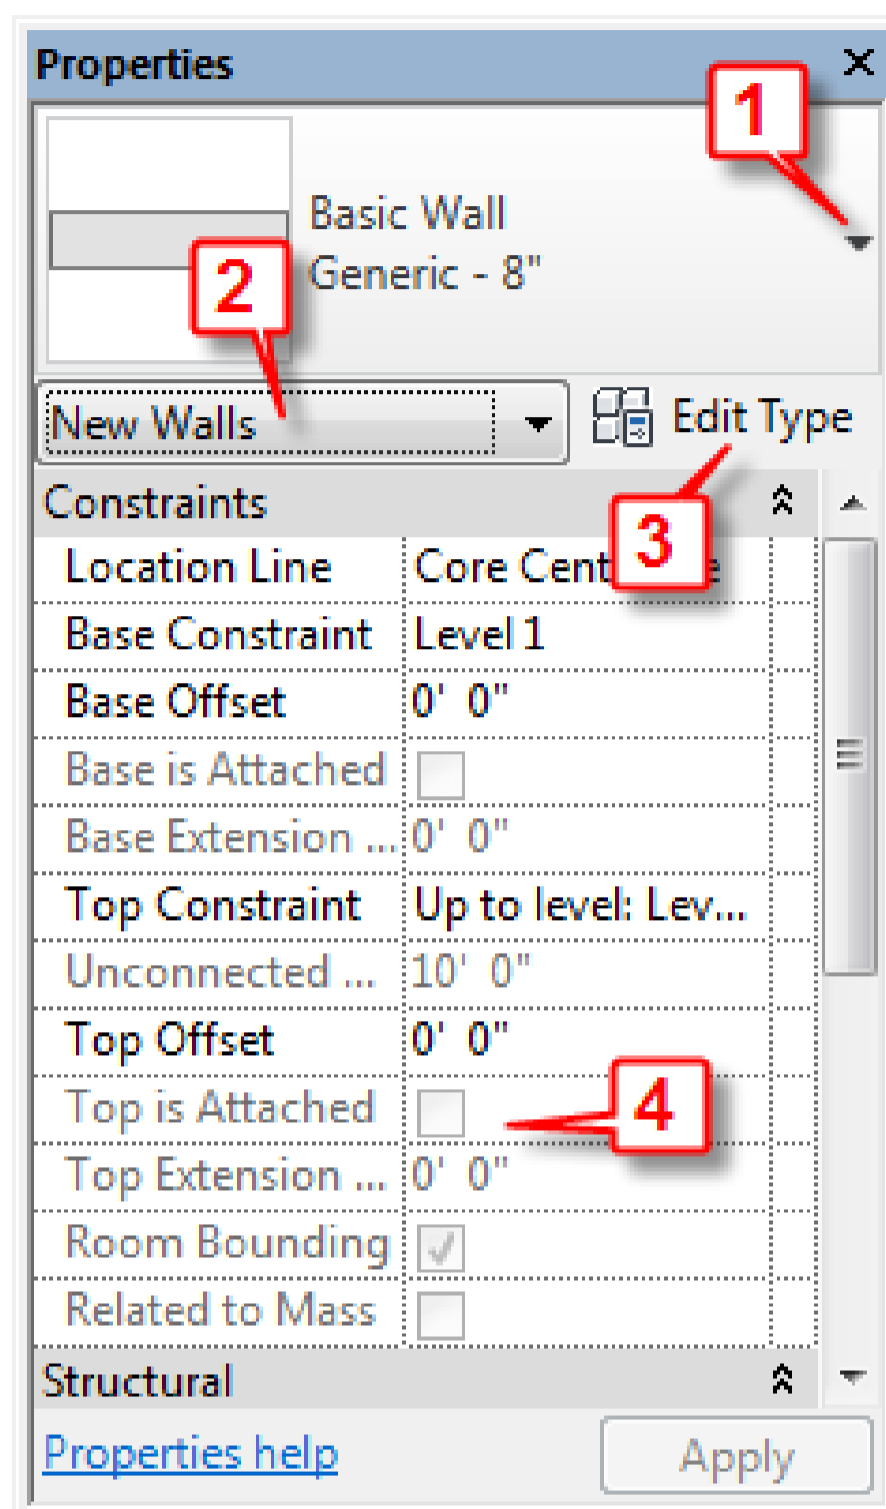 Properties
1
Basic Wall
Generic - 8"
2
New Walls
Edit Type
3
Constraints
Location Line Core Cent e
Base Constraint Level 1
Base Offset 0' 0"
Base is Attached
Base Extension ... 0' 0"
Top Constraint Up to level: Lev...
Unconnected ... 10' 0"
Top Offset 0' 0"
4
Top is Attached
Top Extension ... 0' 0"
Room Bounding
Related to Mass
Structural
Properties help Apply